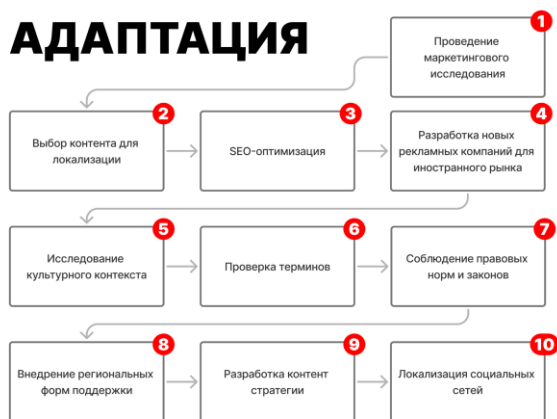 АДАПТАЦИЯ
1
Проведение
маркетингового
исследования
2
Выбор контента для
локализации
3
SEO-оптимизация
4
Разработка новых
рекламных компаний для
иностранного рынка
5
Исследование
культурного контекста
6
Проверка терминов
7
Соблюдение правовых
норм и законов
8
Внедрение региональных
форм поддержки
9
Разработка контент
стратегии
10
Локализация социальных
сетей